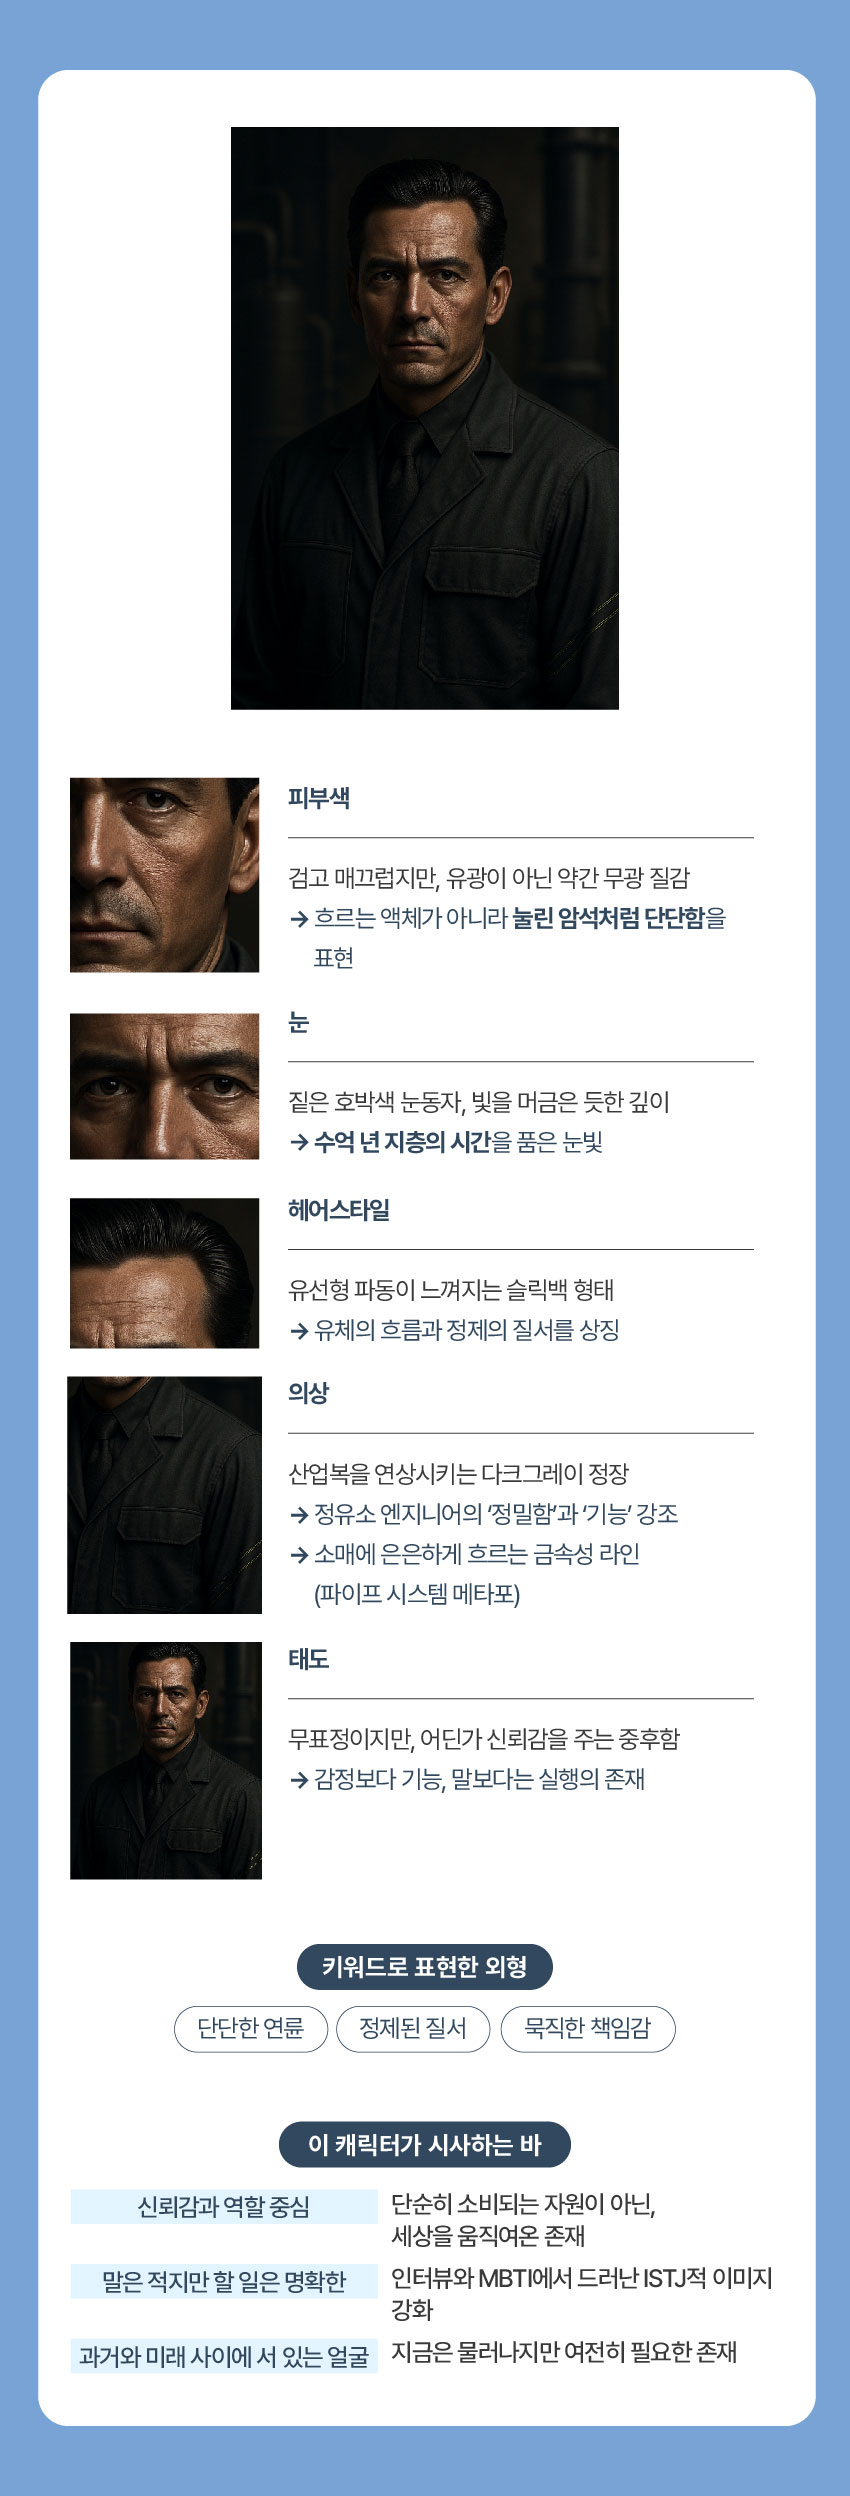 피부색
검고 매끄럽지만, 유광이 아닌 약간 무광 질감
→ 흐르는 액체가 아니라 눌린 암석처럼 단단함을
표현
눈
짙은 호박색 눈동자, 빛을 머금은 듯한 깊이
→ 수억 년 지층의 시간을 품은 눈빛
헤어스타일
유선형 파동이 느껴지는 슬릭백 형태
→ 유체의 흐름과 정제의 질서를 상징
의상
산업복을 연상시키는 다크그레이 정장
→ 정유소 엔지니어의 ‘정밀함’과 ‘기능’ 강조
→ 소매에 은은하게 흐르는 금속성 라인
(파이프 시스템 메타포)
태도
무표정이지만, 어딘가 신뢰감을 주는 중후함
→ 감정보다 기능, 말보다는 실행의 존재
키워드로 표현한 외형
단단한 연륜 정제된 질서 묵직한 책임감
이 캐릭터가 시사하는 바
신뢰감과 역할 중심
단순히 소비되는 자원이 아닌,
세상을 움직여온 존재
말은 적지만 할 일은 명확한
인터뷰와 MBTI에서 드러난 ISTJ적 이미지
강화
과거와 미래 사이에 서 있는 얼굴
지금은 물러나지만 여전히 필요한 존재